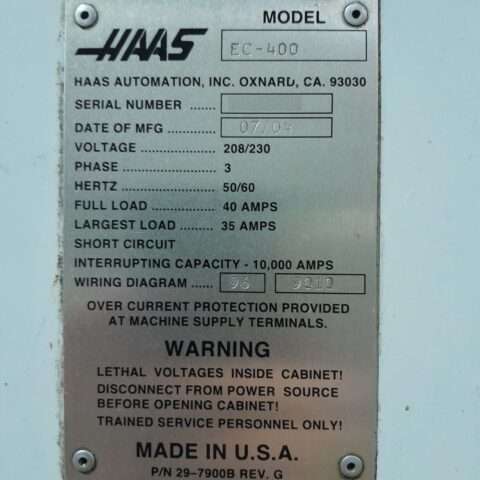 MODEL
HAAS EC-400
HAAS AUTOMATION, INC. OXNARD, CA. 93030
SERIAL NUMBER ......
DATE OF MFG ............ 07/04
VOLTAGE .................. 208/230
PHASE ...................... 3
HERTZ ...................... 50/60
FULL LOAD .............. 40 AMPS
LARGEST LOAD ....... 35 AMPS
SHORT CIRCUIT
INTERRUPTING CAPACITY - 10,000 AMPS
WIRING DIAGRAM ......
OVER CURRENT PROTECTION PROVIDED
AT MACHINE SUPPLY TERMINALS.
WARNING
LETHAL VOLTAGES INSIDE CABINET!
DISCONNECT FROM POWER SOURCE
BEFORE OPENING CABINET!
TRAINED SERVICE PERSONNEL ONLY!
MADE IN U.S.A.
P/N 29-7900B REV. G